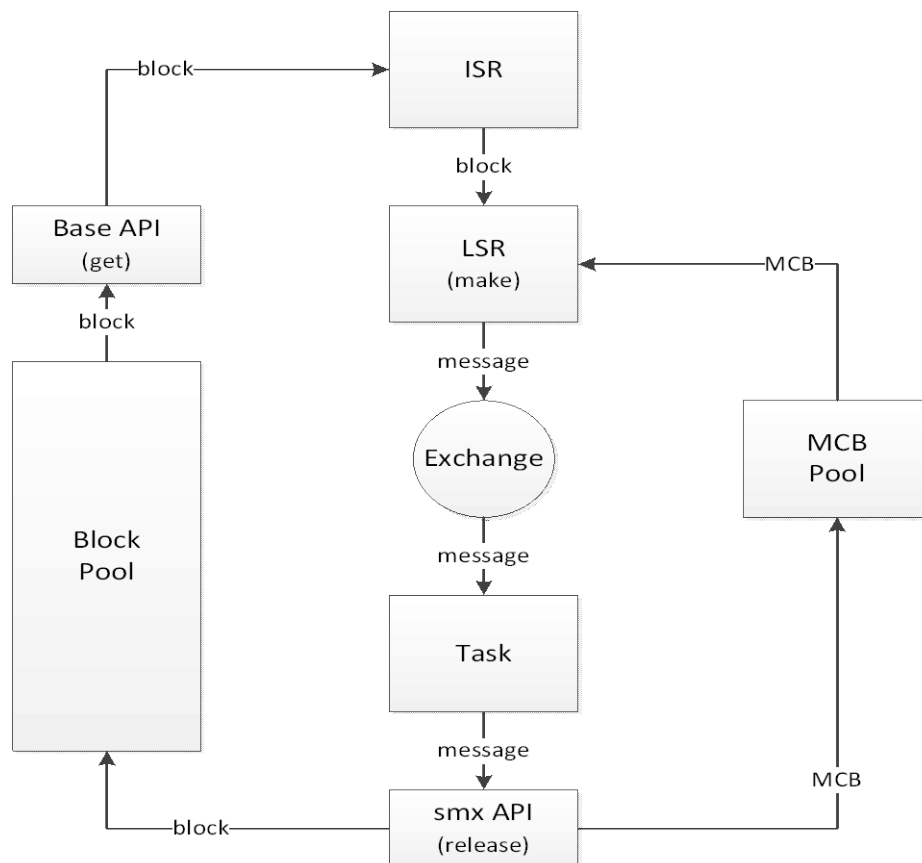 ISR
block
block
Base API
(get)
LSR
(make)
MCB
block
message
Exchange
MCB
Pool
Block
Pool
message
Task
message
MCB
smx API
(release)
block